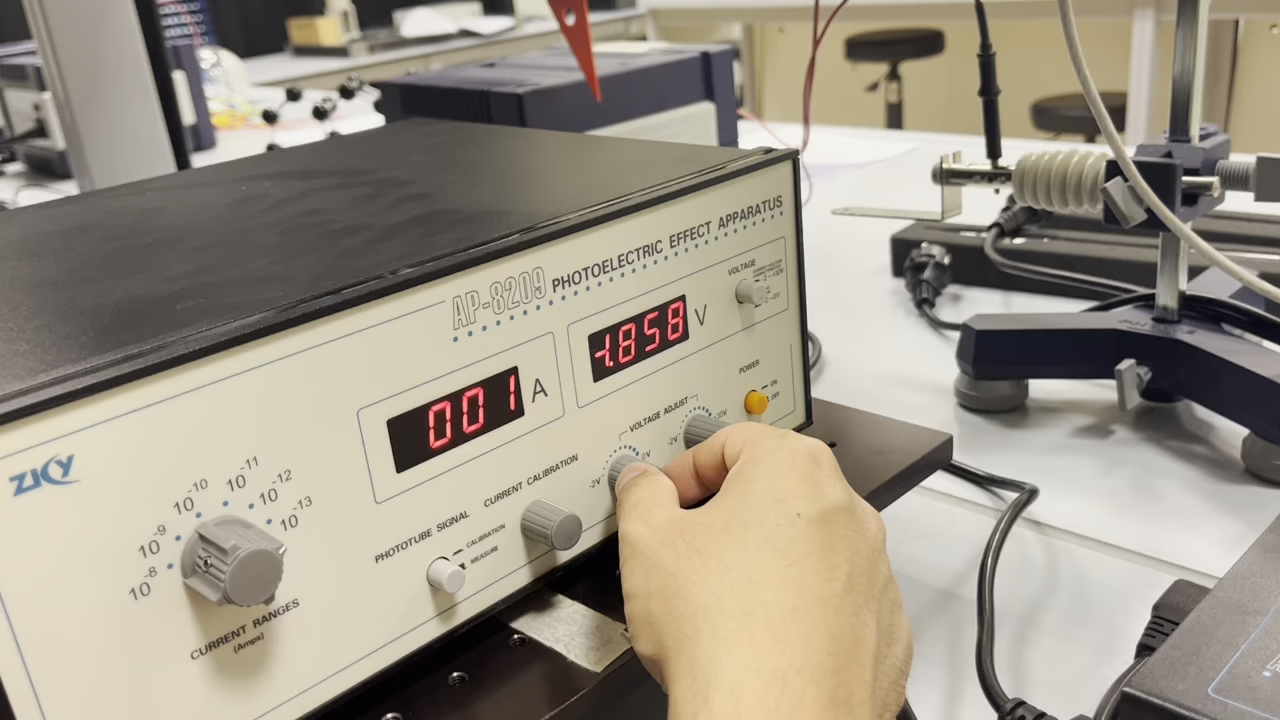 AP-8209 PHOTOELECTRIC EFFECT APPARATUS
VOLTAGE
-1.858 V
001 A
POWER
ON
OFF
VOLTAGE ADJUST
-2V
30V
-2V
0V
ZKY
10⁻⁸
10⁻⁹
10⁻¹⁰
10⁻¹¹
10⁻¹²
10⁻¹³
CURRENT RANGES
(Amps)
PHOTOTUBE SIGNAL
CALIBRATION
MEASURE
CURRENT CALIBRATION